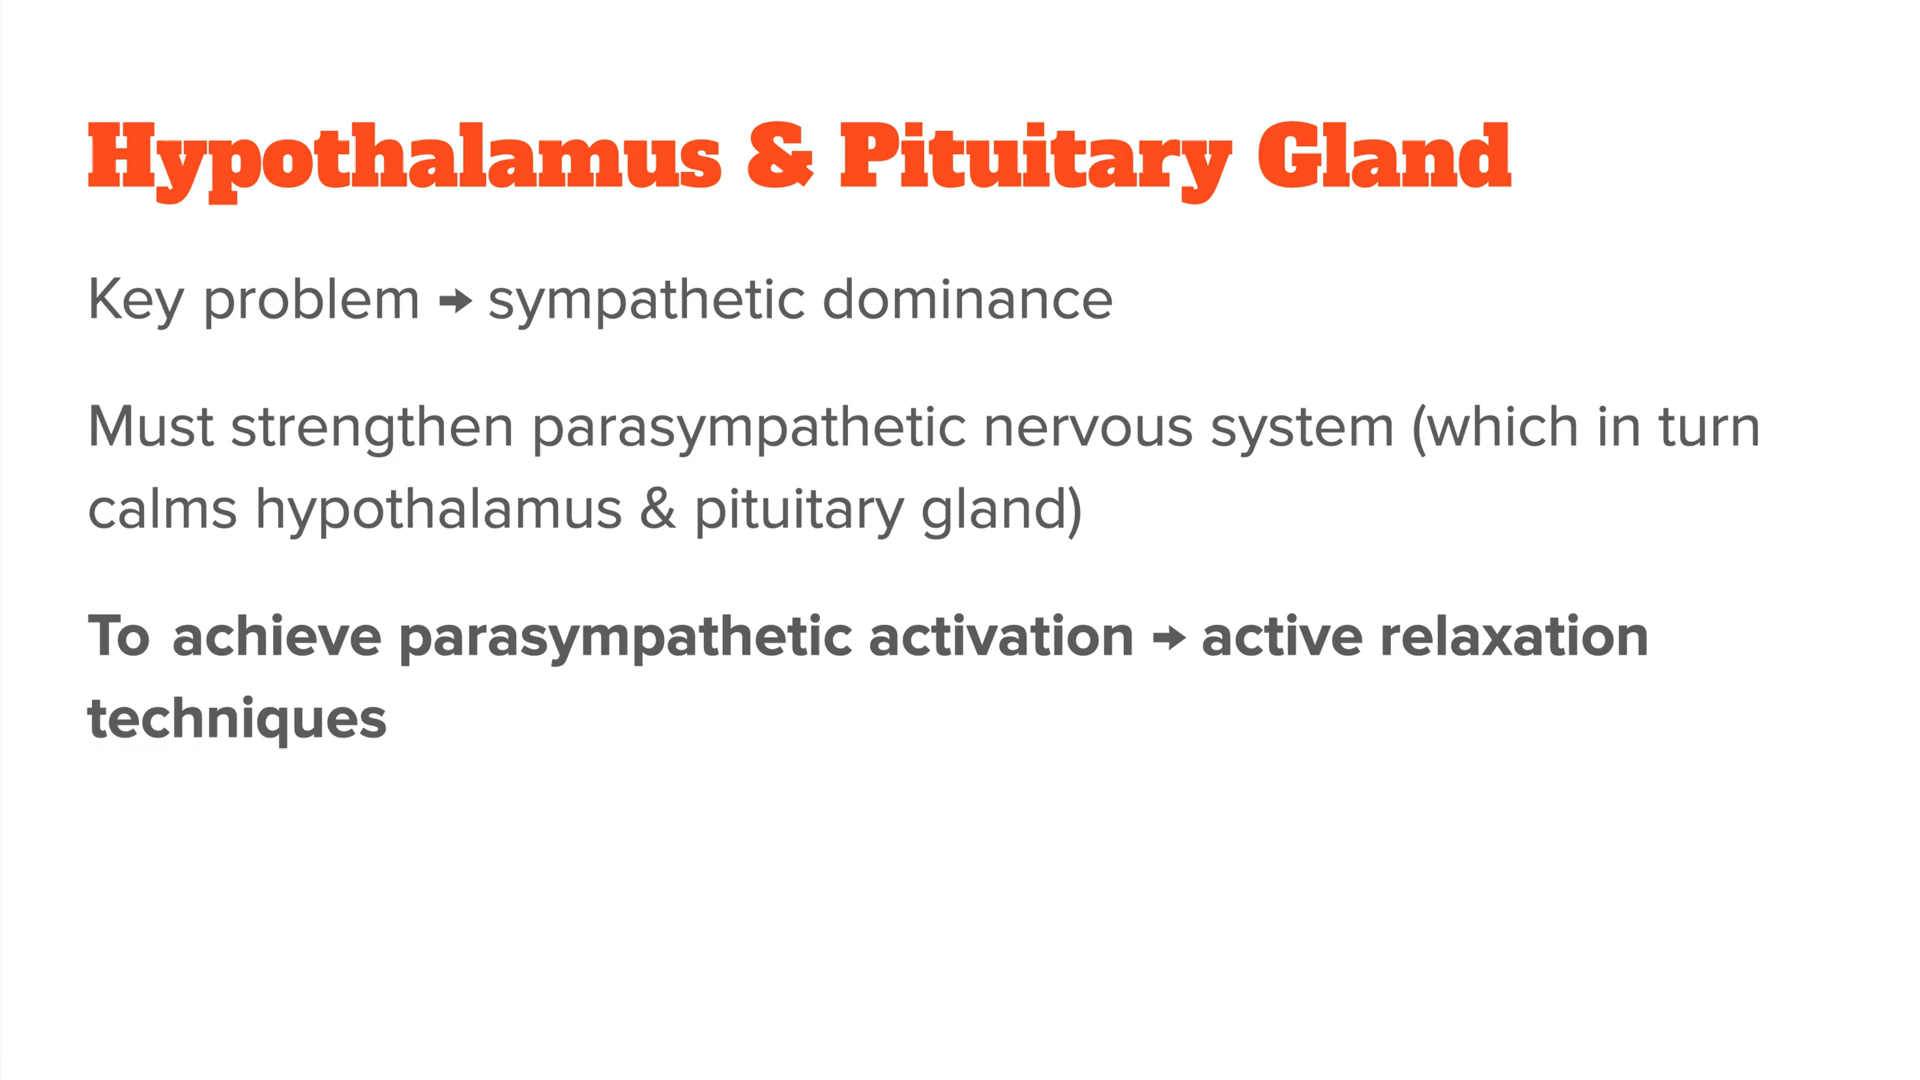 Hypothalamus & Pituitary Gland
Key problem → sympathetic dominance
Must strengthen parasympathetic nervous system (which in turn
calms hypothalamus & pituitary gland)
To achieve parasympathetic activation → active relaxation
techniques